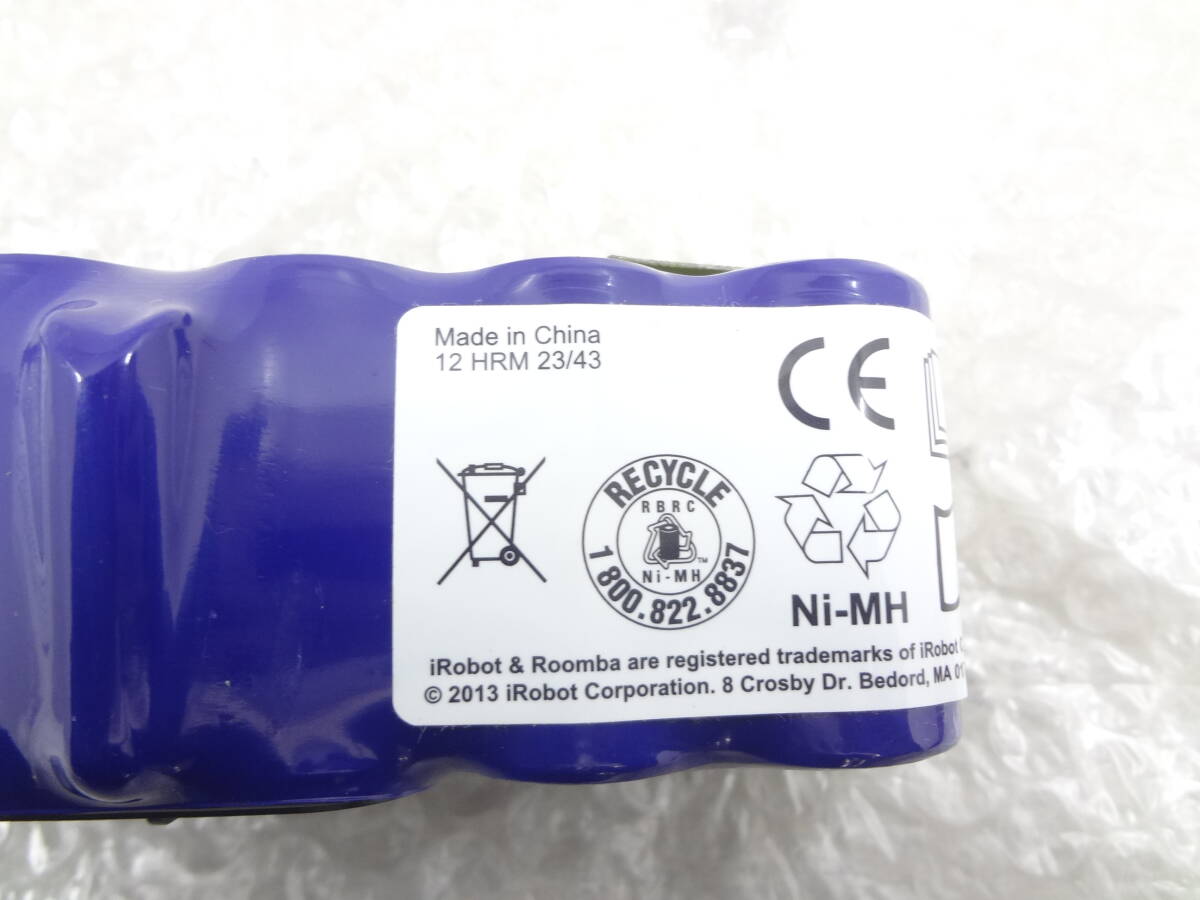 Made in China
12 HRM 23/43
CE
RECYCLE
RBRC
Ni-MH
™
1 800.822.8837
Ni-MH
iRobot & Roomba are registered trademarks of iRobot
© 2013 iRobot Corporation. 8 Crosby Dr. Bedord, MA